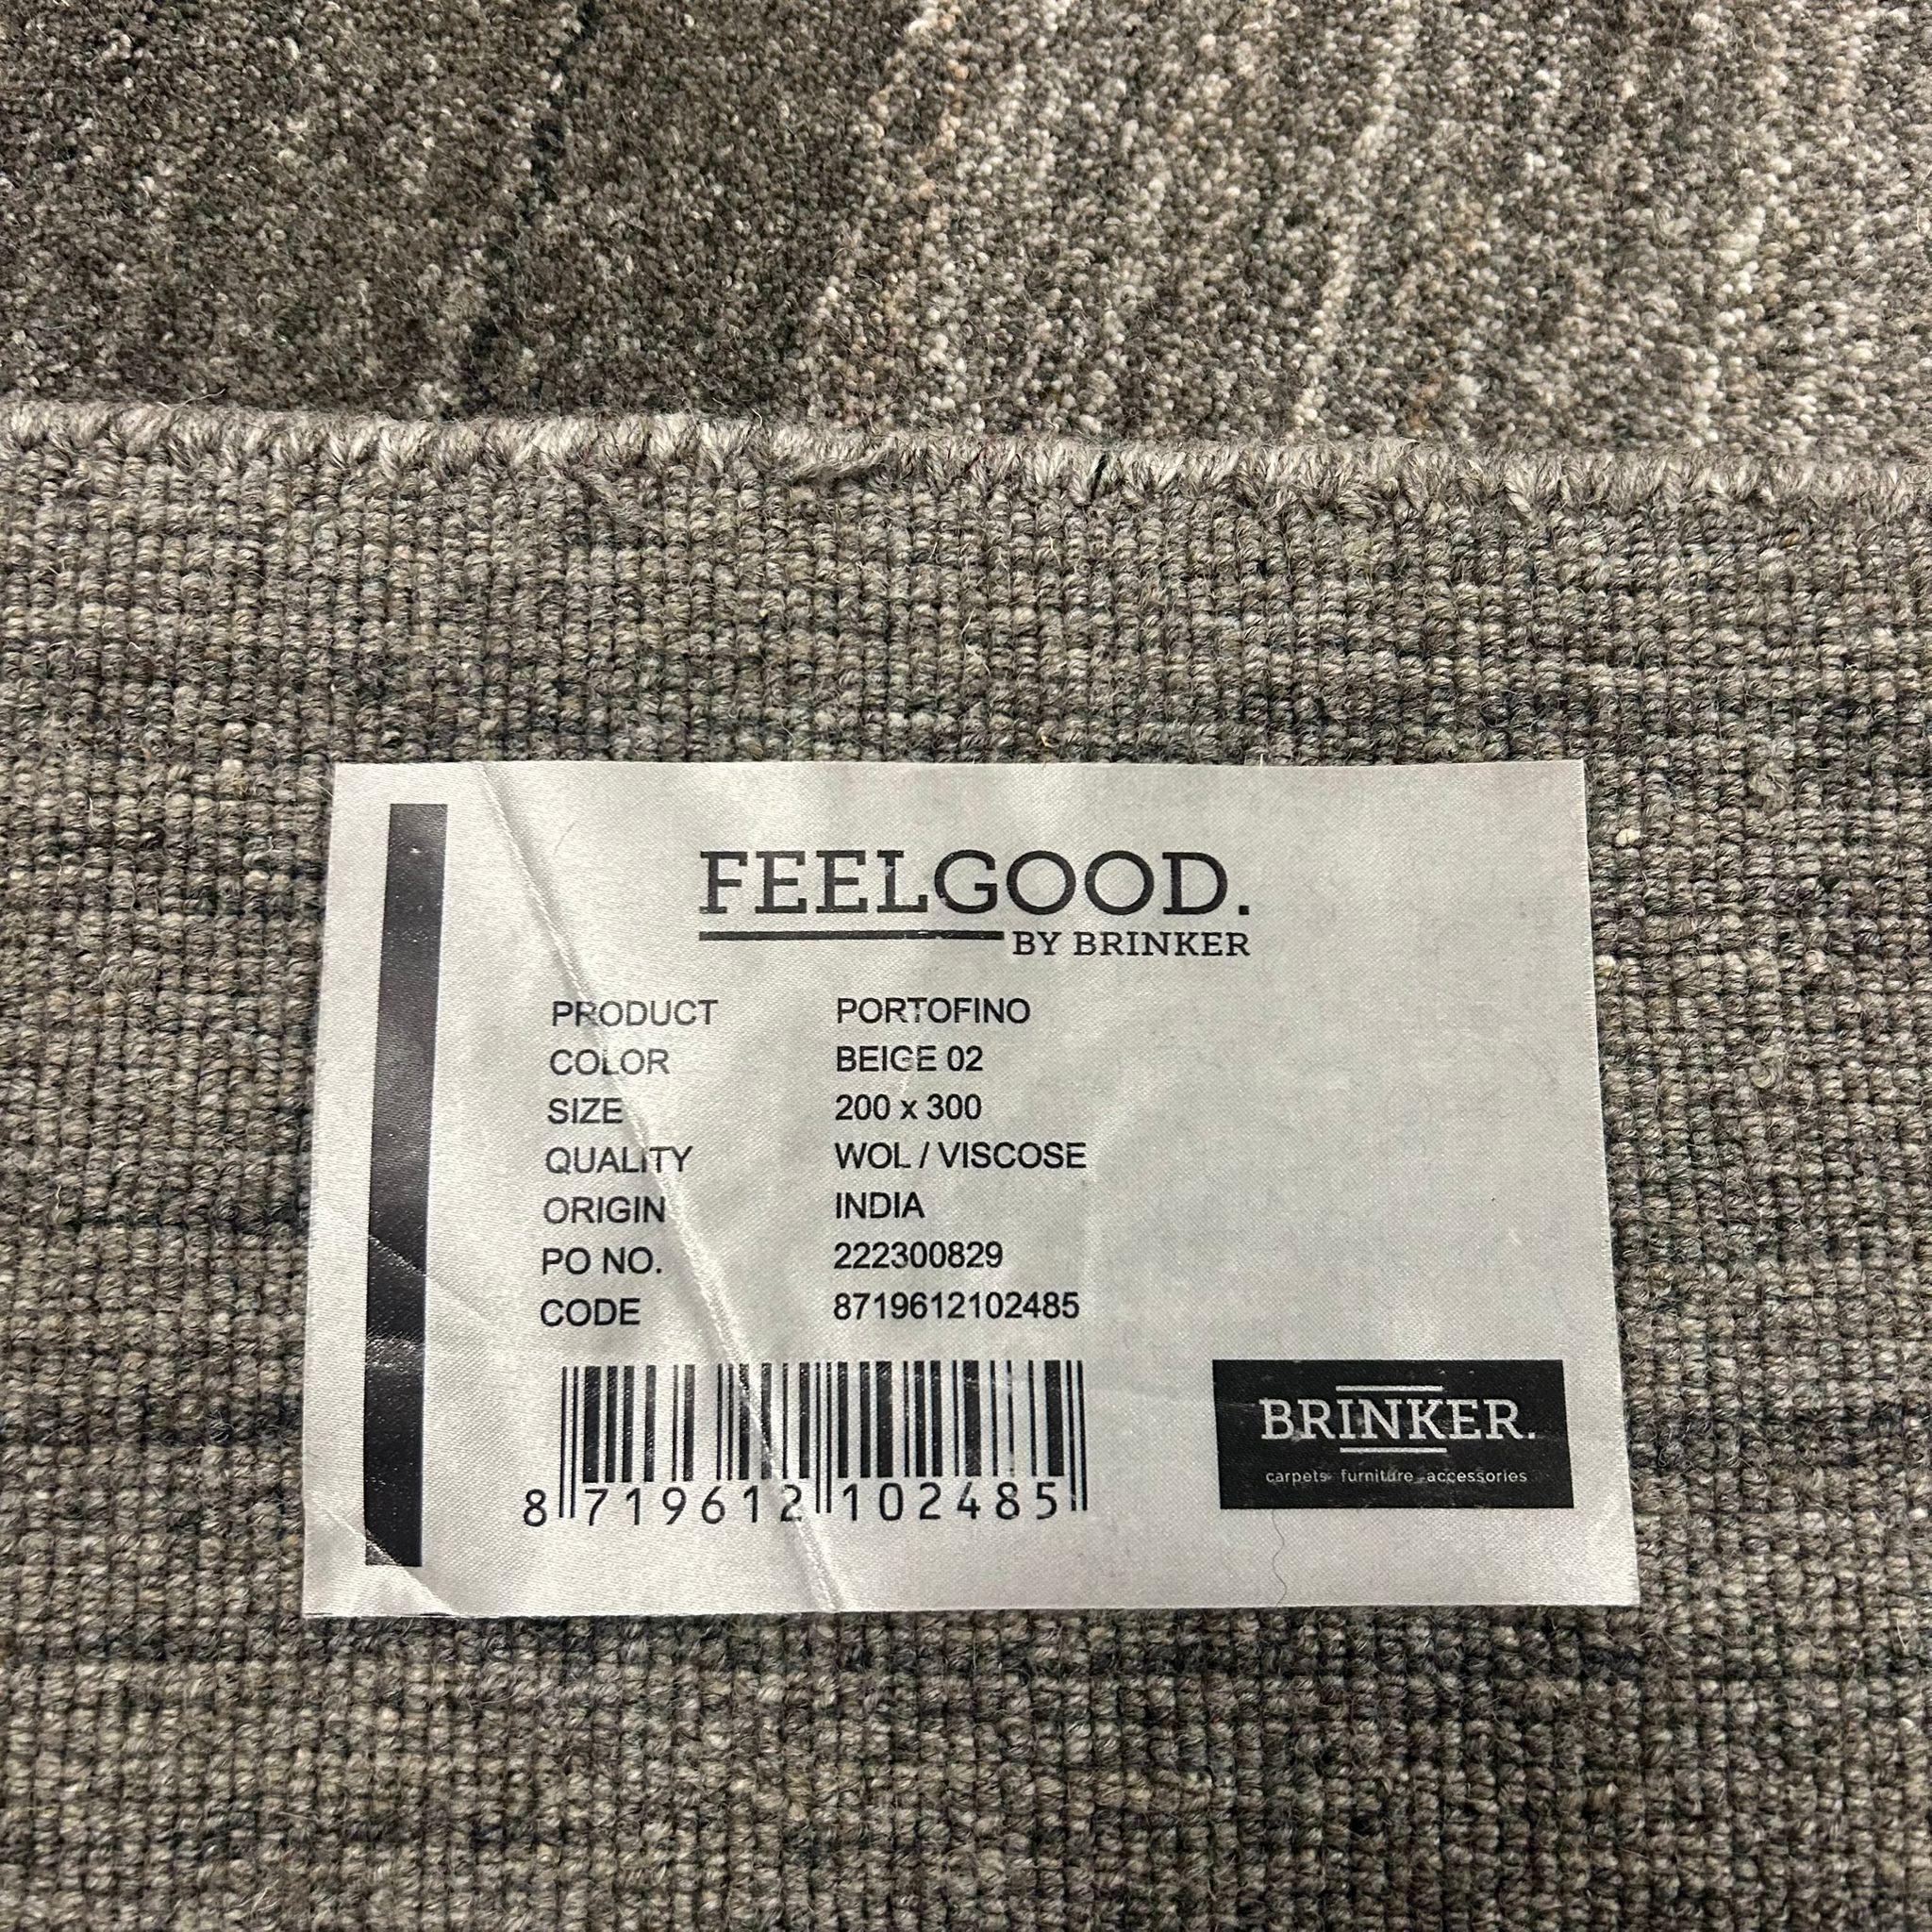 FEELGOOD.
BY BRINKER
PRODUCT PORTOFINO
COLOR BEIGE 02
SIZE 200 x 300
QUALITY WOL / VISCOSE
ORIGIN INDIA
PO NO. 222300829
CODE 8719612102485
8 719612 102485
BRINKER.
carpets furniture accessories